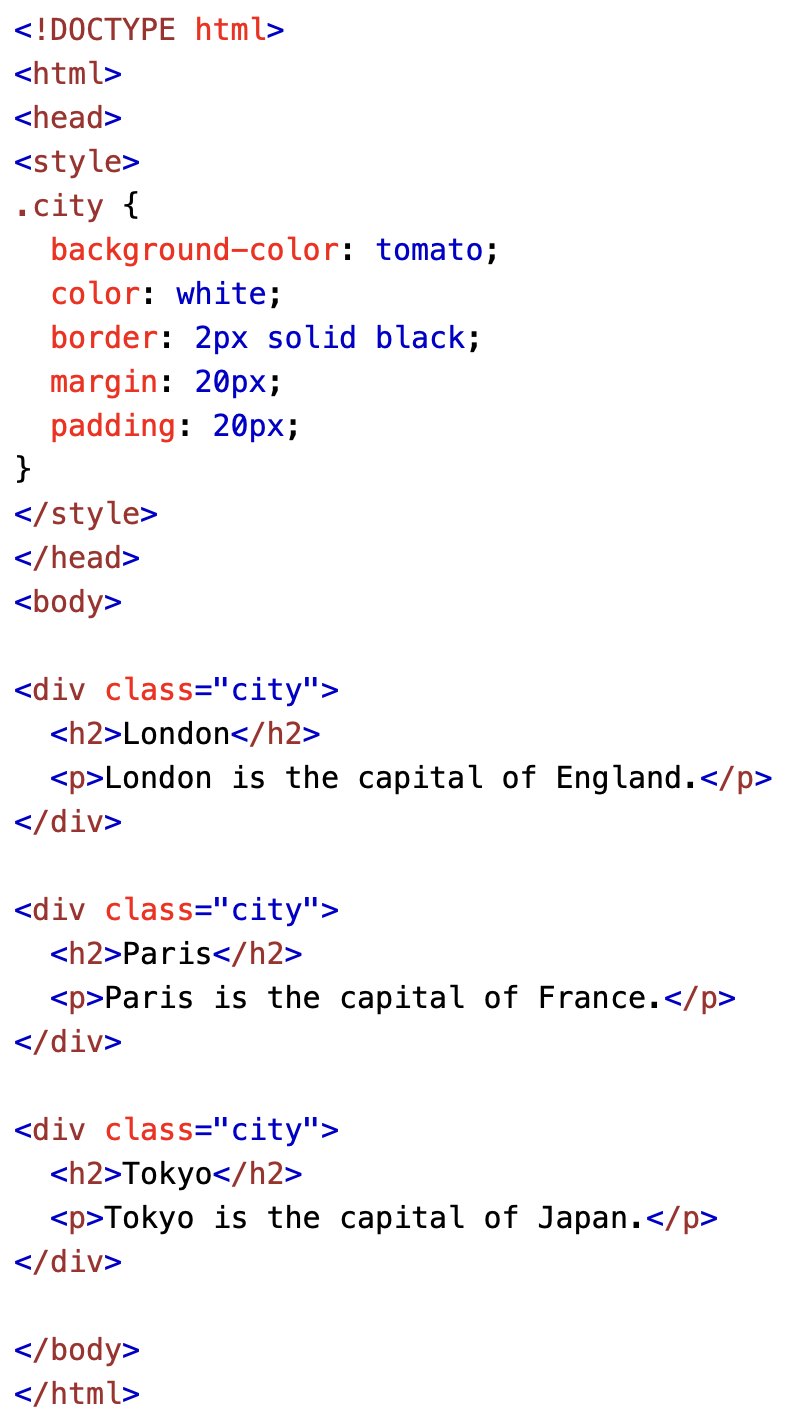 <!DOCTYPE html>
<html>
<head>
<style>
.city {
  background-color: tomato;
  color: white;
  border: 2px solid black;
  margin: 20px;
  padding: 20px;
}
</style>
</head>
<body>

<div class="city">
  <h2>London</h2>
  <p>London is the capital of England.</p>
</div>

<div class="city">
  <h2>Paris</h2>
  <p>Paris is the capital of France.</p>
</div>

<div class="city">
  <h2>Tokyo</h2>
  <p>Tokyo is the capital of Japan.</p>
</div>

</body>
</html>